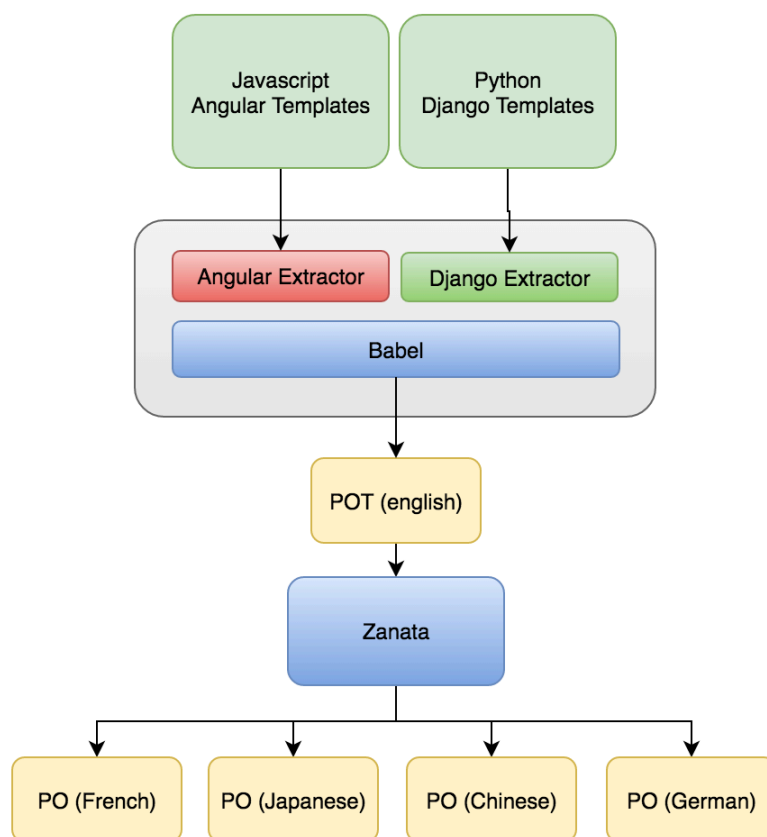 Javascript
Angular Templates
Python
Django Templates
Angular Extractor
Django Extractor
Babel
POT (english)
Zanata
PO (French)
PO (Japanese)
PO (Chinese)
PO (German)